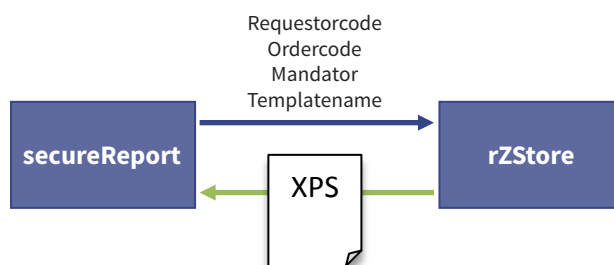 Requestorcode
Ordercode
Mandator
Templatename
secureReport
rZStore
XPS